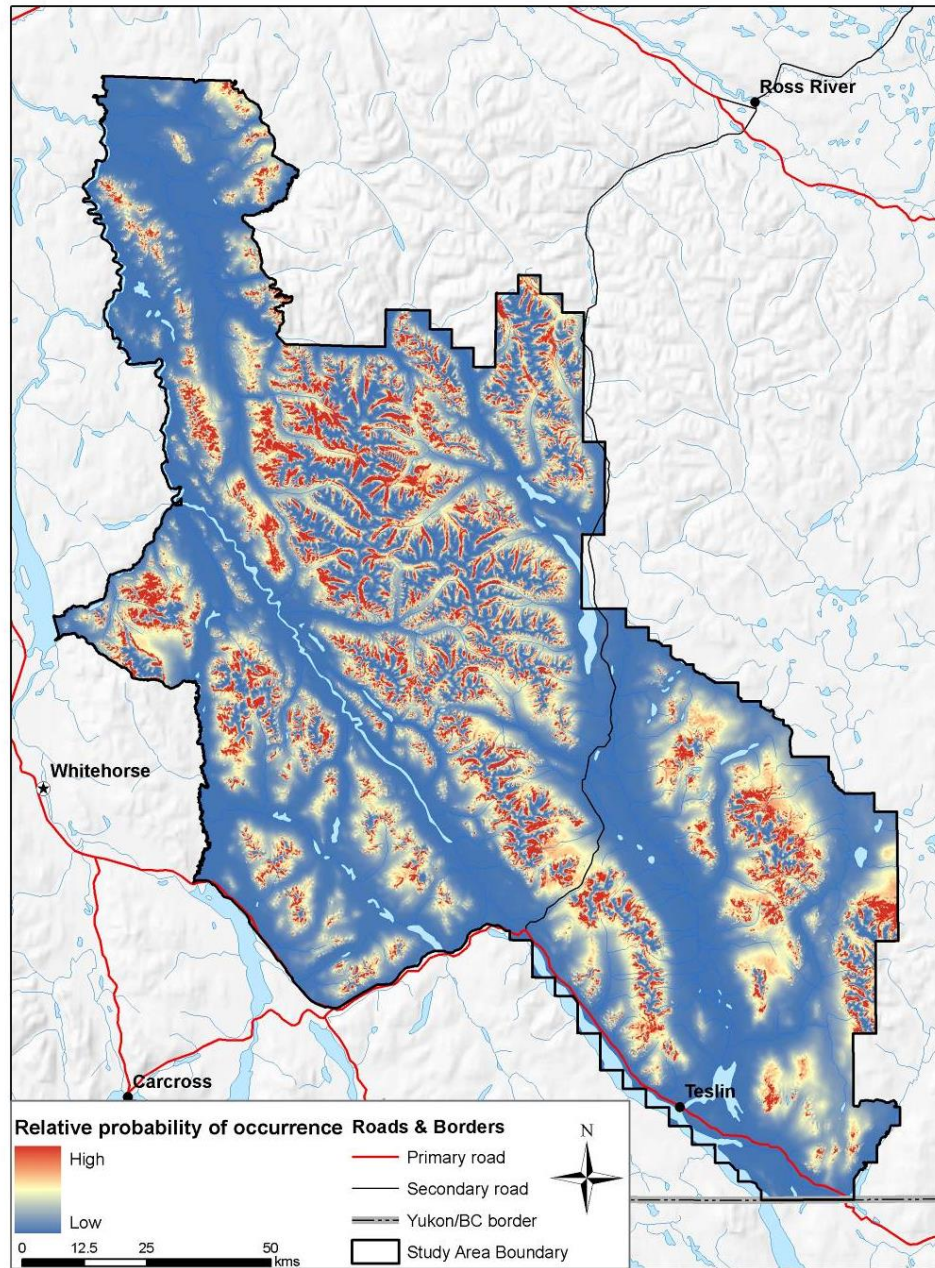 Ross River
Whitehorse
Carcross
Teslin
Relative probability of occurrence
High
Low
0 12.5 25 50
kms
Roads & Borders
Primary road
Secondary road
Yukon/BC border
Study Area Boundary
N